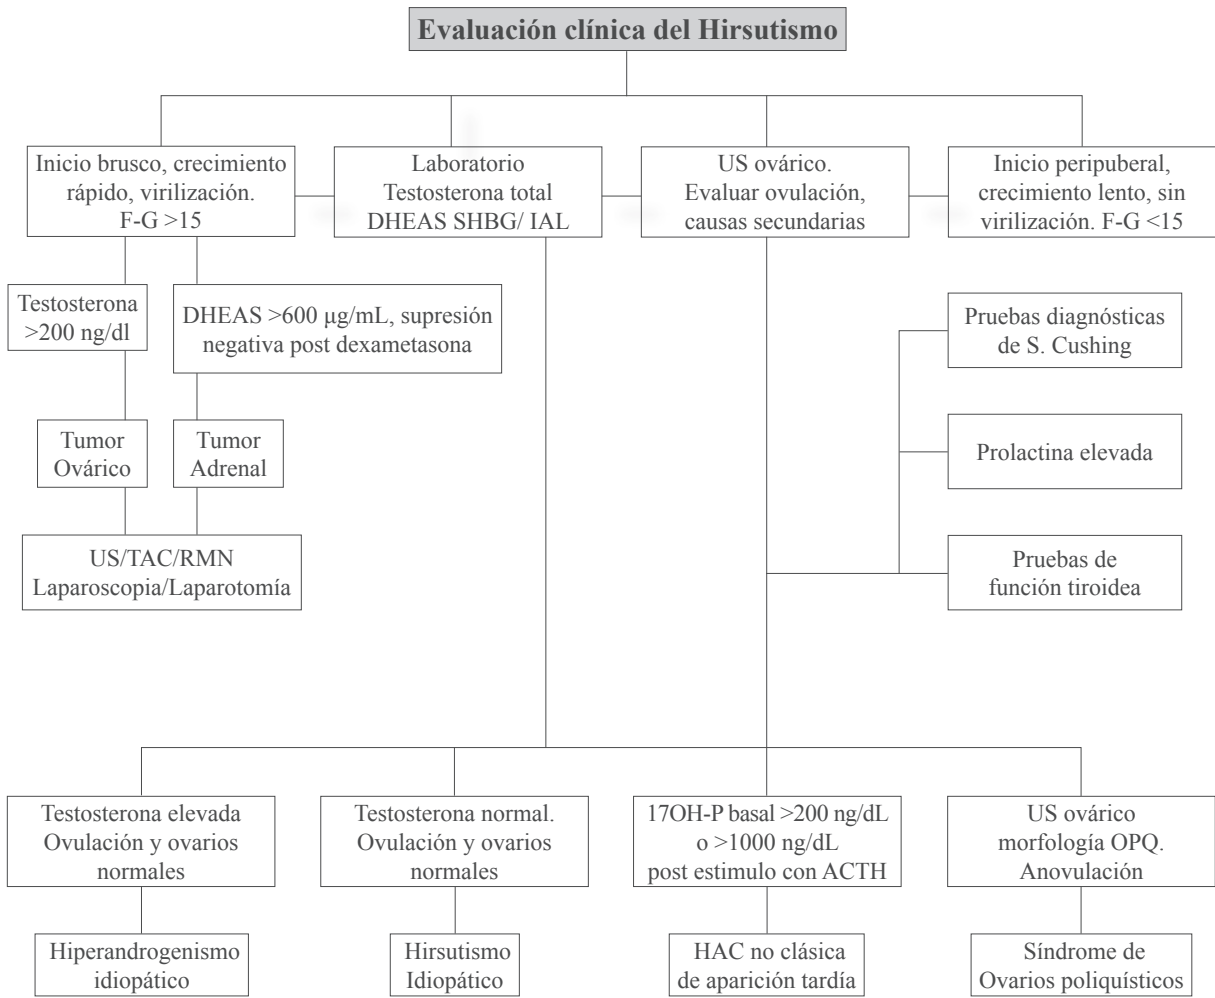 Evaluación clínica del Hirsutismo
Inicio brusco, crecimiento
rápido, virilización.
F-G >15
Laboratorio
Testosterona total
DHEAS SHBG/ IAL
US ovárico.
Evaluar ovulación,
causas secundarias
Inicio peripuberal,
crecimiento lento, sin
virilización. F-G <15
Testosterona
>200 ng/dl
DHEAS >600 µg/mL, supresión
negativa post dexametasona
Pruebas diagnósticas
de S. Cushing
Tumor
Ovárico
Tumor
Adrenal
Prolactina elevada
US/TAC/RMN
Laparoscopia/Laparotomía
Pruebas de
función tiroidea
Testosterona elevada
Ovulación y ovarios
normales
Testosterona normal.
Ovulación y ovarios
normales
17OH-P basal >200 ng/dL
o >1000 ng/dL
post estimulo con ACTH
US ovárico
morfología OPQ.
Anovulación
Hiperandrogenismo
idiopático
Hirsutismo
Idiopático
HAC no clásica
de aparición tardía
Síndrome de
Ovarios poliquísticos